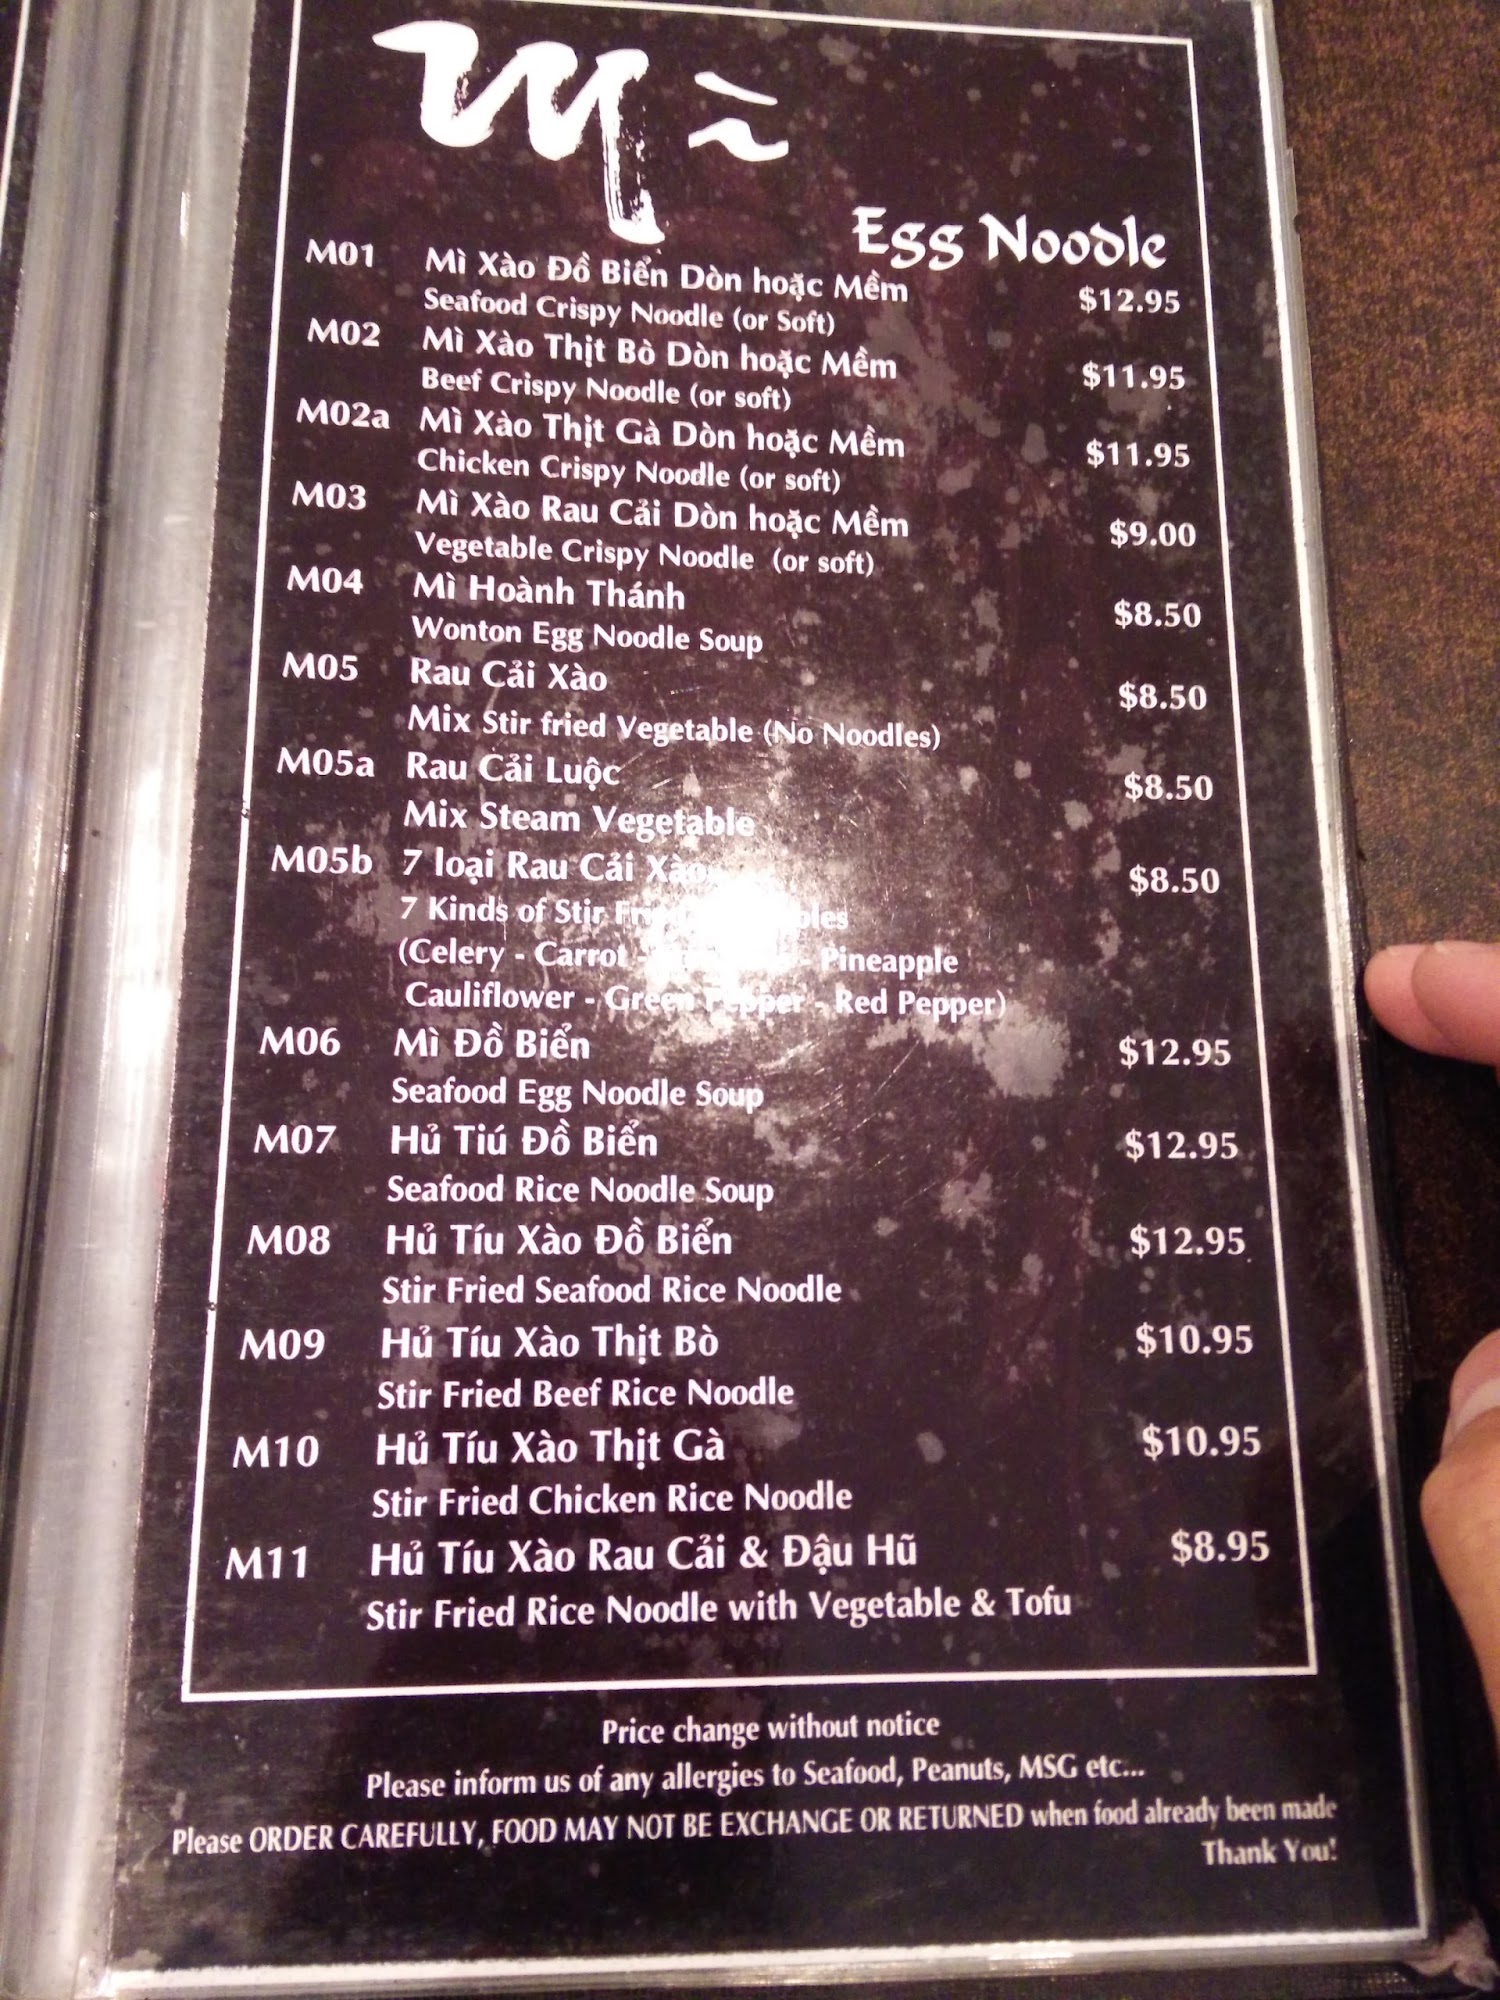 Mì
Egg Noodle
M01 Mì Xào Đồ Biển Dòn hoặc Mềm $12.95
Seafood Crispy Noodle (or Soft)
M02 Mì Xào Thịt Bò Dòn hoặc Mềm $11.95
Beef Crispy Noodle (or soft)
M02a Mì Xào Thịt Gà Dòn hoặc Mềm $11.95
Chicken Crispy Noodle (or soft)
M03 Mì Xào Rau Cải Dòn hoặc Mềm $9.00
Vegetable Crispy Noodle (or soft)
M04 Mì Hoành Thánh $8.50
Wonton Egg Noodle Soup
M05 Rau Cải Xào $8.50
Mix Stir fried Vegetable (No Noodles)
M05a Rau Cải Luộc $8.50
Mix Steam Vegetable
M05b 7 loại Rau Cải Xào $8.50
7 Kinds of Stir
(Celery - Carrot - - Pineapple
Cauliflower - Green Pepper - Red Pepper)
M06 Mì Đồ Biển $12.95
Seafood Egg Noodle Soup
M07 Hủ Tiú Đồ Biển $12.95
Seafood Rice Noodle Soup
M08 Hủ Tíu Xào Đồ Biển $12.95
Stir Fried Seafood Rice Noodle
M09 Hủ Tíu Xào Thịt Bò $10.95
Stir Fried Beef Rice Noodle
M10 Hủ Tíu Xào Thịt Gà $10.95
Stir Fried Chicken Rice Noodle
M11 Hủ Tíu Xào Rau Cải & Đậu Hũ $8.95
Stir Fried Rice Noodle with Vegetable & Tofu
Price change without notice
Please inform us of any allergies to Seafood, Peanuts, MSG etc...
Please ORDER CAREFULLY, FOOD MAY NOT BE EXCHANGE OR RETURNED when food already been made
Thank You!